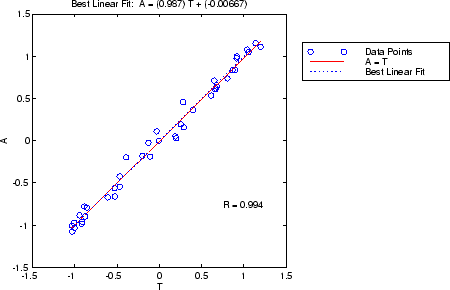 Best Linear Fit:  A = (0.987) T + (-0.00667)
1.5
1
0.5
0
-0.5
-1
-1.5
A
-1.5 -1 -0.5 0 0.5 1 1.5
T
R = 0.994
Data Points
A = T
Best Linear Fit